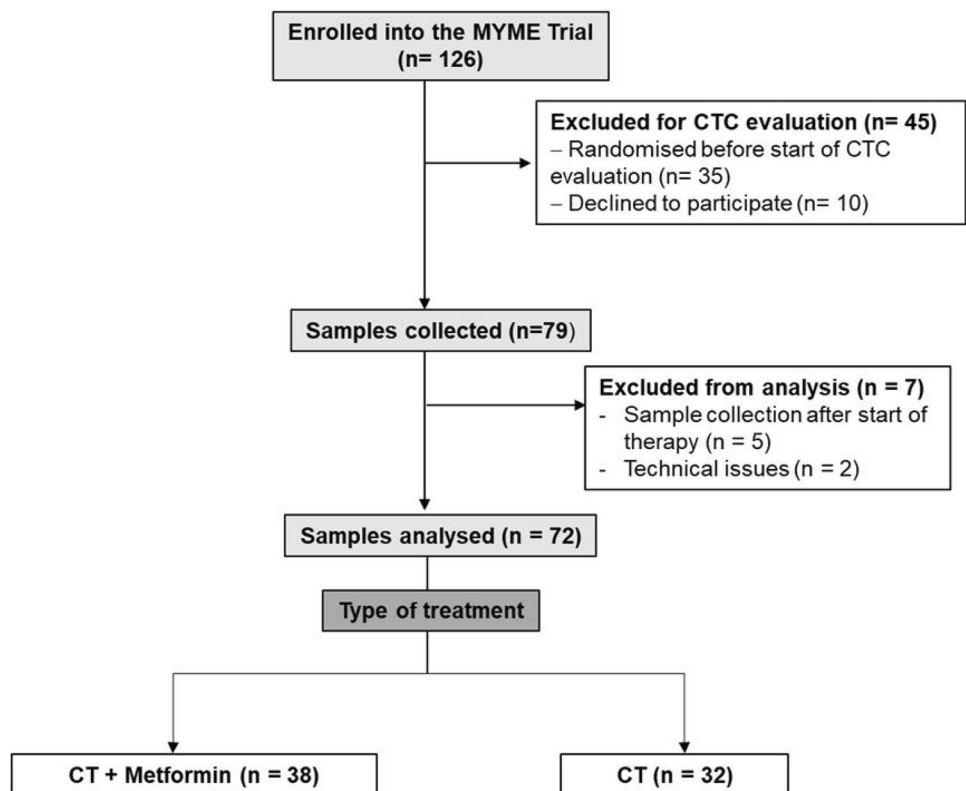 Enrolled into the MYME Trial
(n= 126)
Excluded for CTC evaluation (n= 45)
– Randomised before start of CTC
evaluation (n= 35)
– Declined to participate (n= 10)
Samples collected (n=79)
Excluded from analysis (n = 7)
- Sample collection after start of
therapy (n = 5)
- Technical issues (n = 2)
Samples analysed (n = 72)
Type of treatment
CT + Metformin (n = 38)
CT (n = 32)